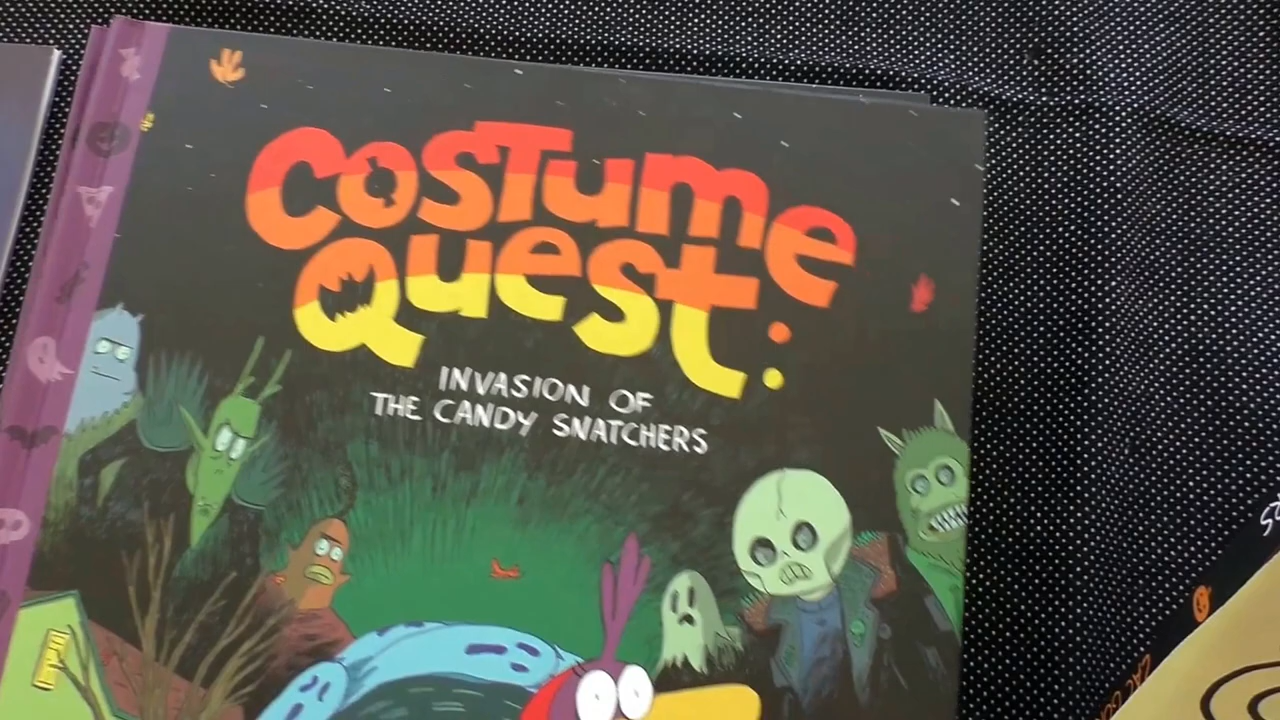 COSTUME
QUEST:
INVASION OF
THE CANDY SNATCHERS